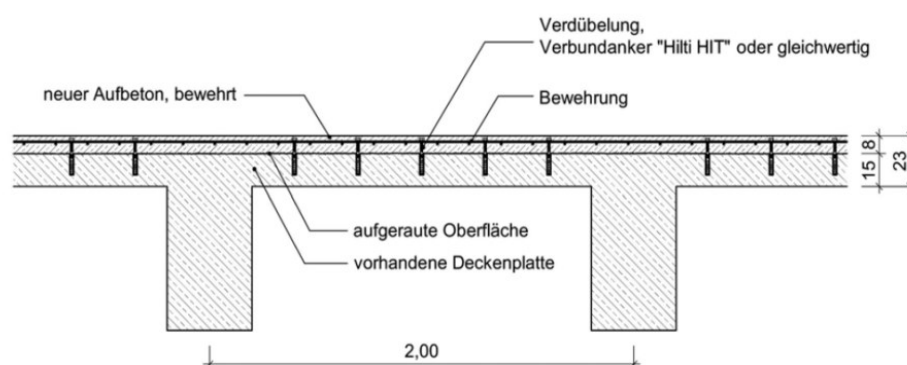 Verdübelung,
Verbundanker "Hilti HIT" oder gleichwertig
neuer Aufbeton, bewehrt
Bewehrung
8
15
23
aufgeraute Oberfläche
vorhandene Deckenplatte
2,00